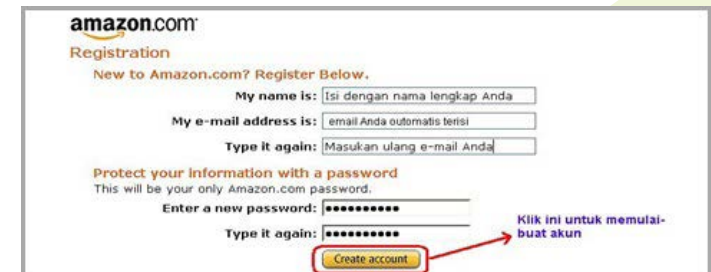 amazon.com
Registration
New to Amazon.com? Register Below.
My name is: Isi dengan nama lengkap Anda
My e-mail address is: email Anda outomatis terisi
Type it again: Masukan ulang e-mail Anda
Protect your information with a password
This will be your only Amazon.com password.
Enter a new password: ••••••••••
Type it again: ••••••••••
Klik ini untuk memulai-
buat akun
Create account